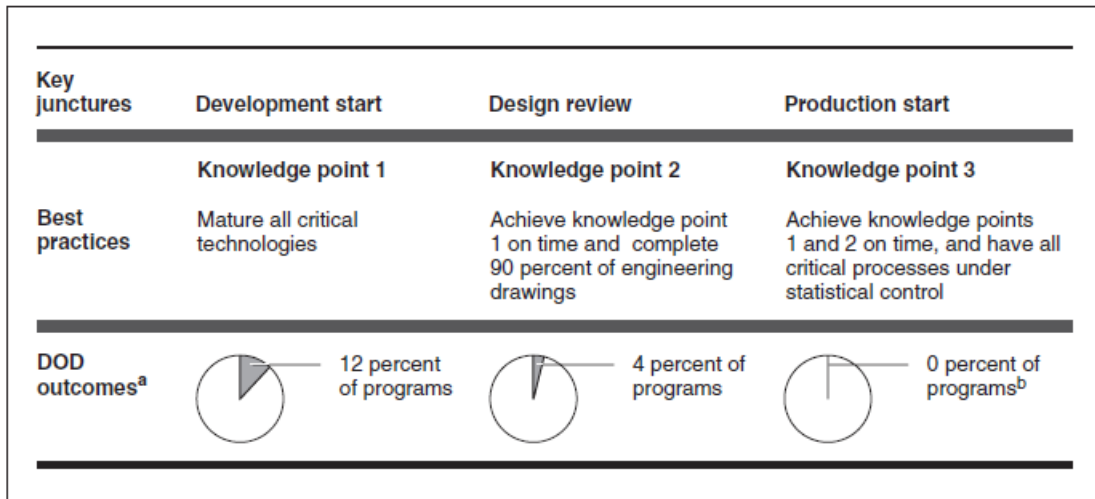 Key
junctures
Development start
Design review
Production start
Knowledge point 1
Knowledge point 2
Knowledge point 3
Best
practices
Mature all critical
technologies
Achieve knowledge point
1 on time and complete
90 percent of engineering
drawings
Achieve knowledge points
1 and 2 on time, and have all
critical processes under
statistical control
DOD
outcomesa
12 percent
of programs
4 percent of
programs
0 percent of
programsb